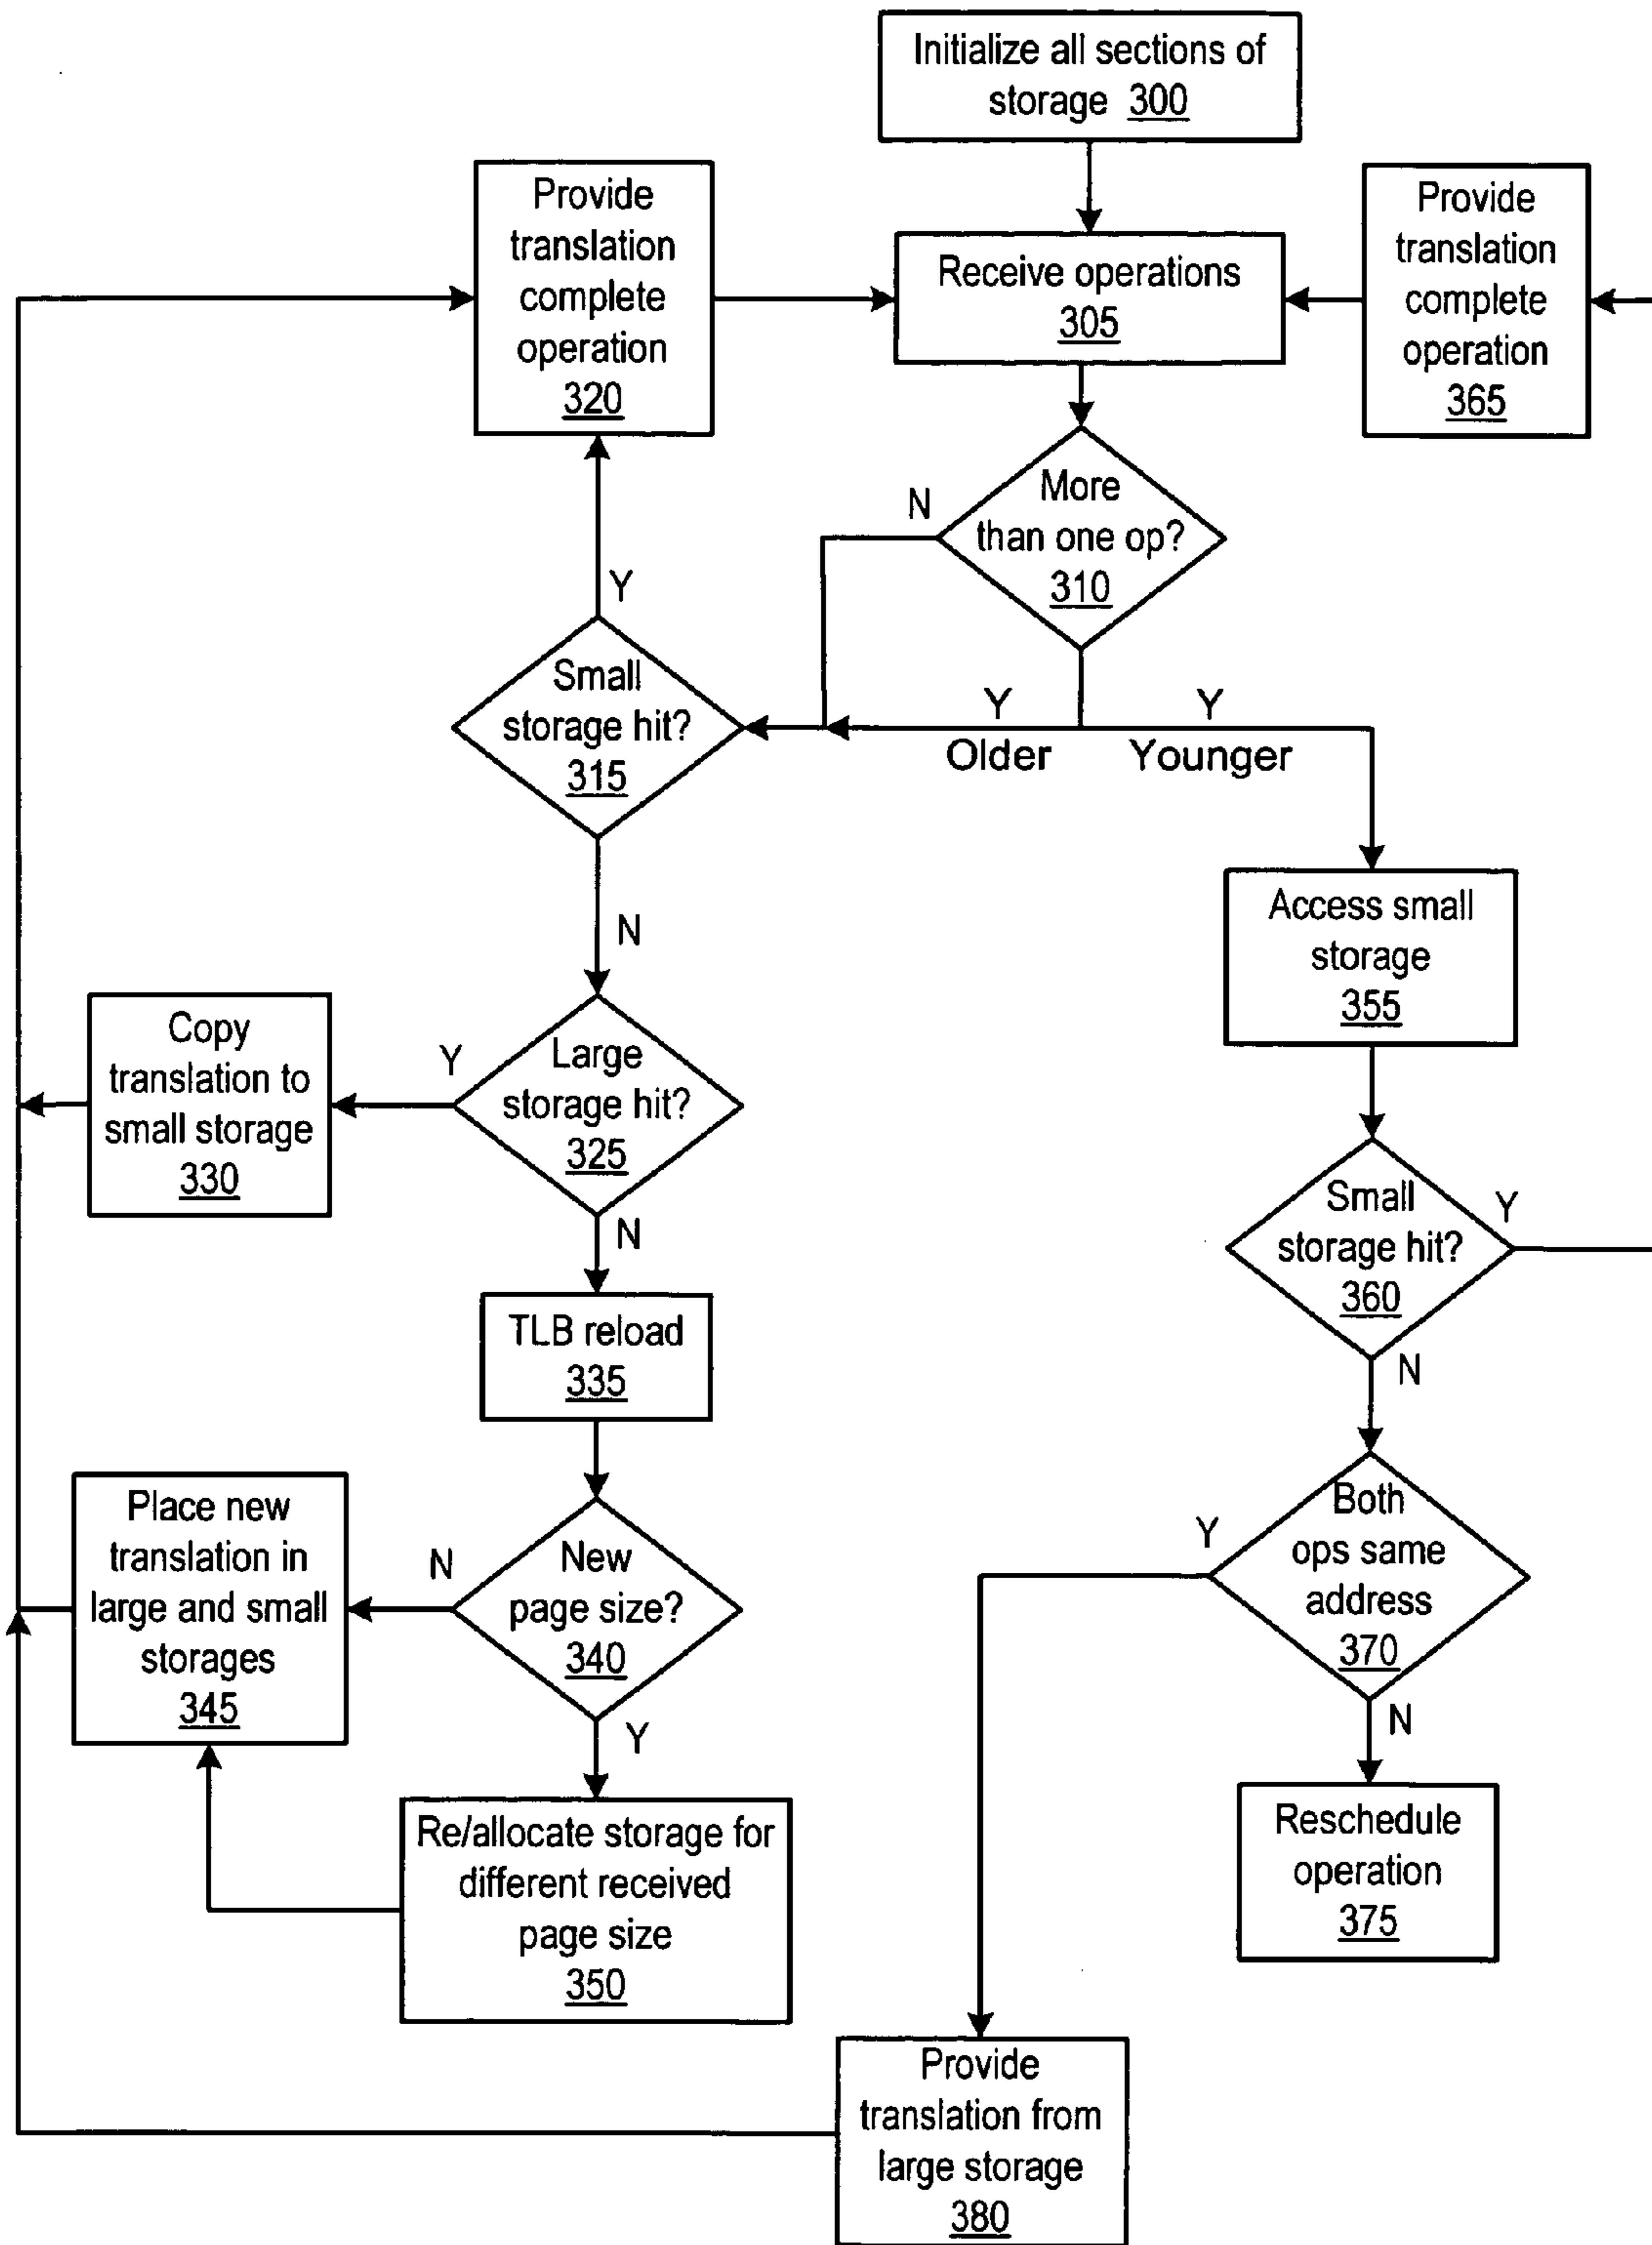 Initialize all sections of
storage 300
Provide
translation
complete
operation
320
Receive operations
305
Provide
translation
complete
operation
365
More
than one op?
310
N
Y
Small
storage hit?
315
Y
Older
Y
Younger
N
Access small
storage
355
Copy
translation to
small storage
330
Y
Large
storage hit?
325
N
Small
storage hit?
360
Y
N
TLB reload
335
Place new
translation in
large and small
storages
345
N
New
page size?
340
Y
Both
ops same
address
370
Y
N
Re/allocate storage for
different received
page size
350
Reschedule
operation
375
Provide
translation from
large storage
380